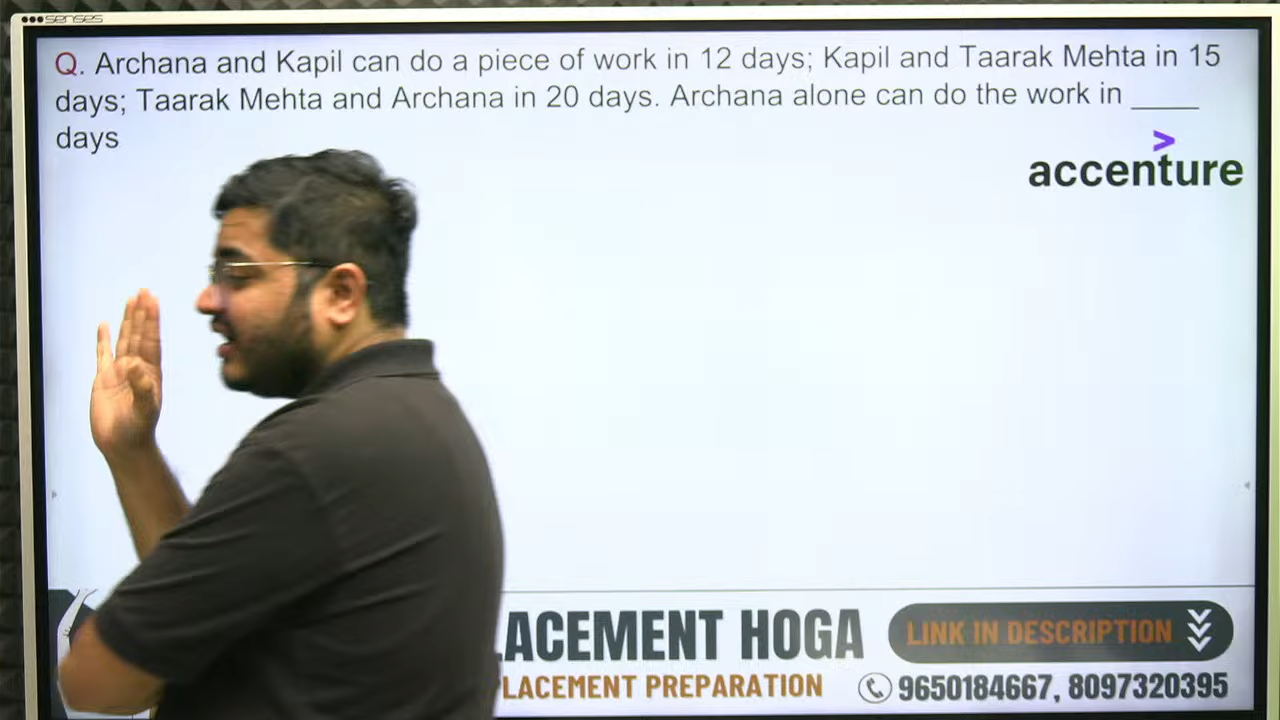 senses
Q. Archana and Kapil can do a piece of work in 12 days; Kapil and Taarak Mehta in 15
days; Taarak Mehta and Archana in 20 days. Archana alone can do the work in ____
days
>
accenture
LACEMENT HOGA
LINK IN DESCRIPTION
LACEMENT PREPARATION
9650184667, 8097320395